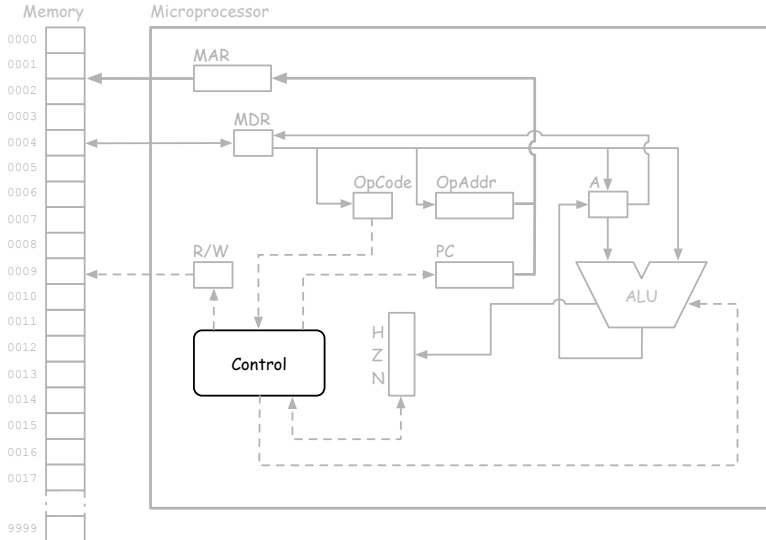 Memory
Microprocessor
0000
0001
0002
0003
0004
0005
0006
0007
0008
0009
0010
0011
0012
0013
0014
0015
0016
0017
9999
MAR
MDR
OpCode
OpAddr
A
R/W
PC
ALU
H
Z
N
Control